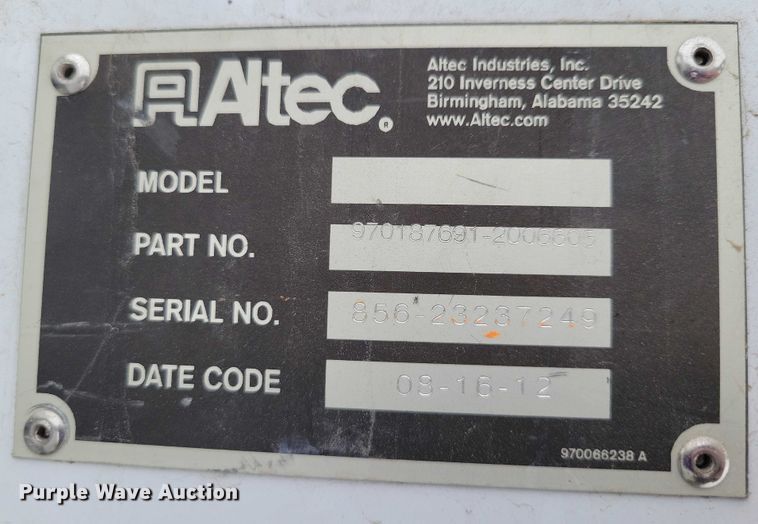 Altec®
Altec Industries, Inc.
210 Inverness Center Drive
Birmingham, Alabama 35242
www.Altec.com
MODEL
PART NO. 970187691-2006605
SERIAL NO. 856-23237249
DATE CODE 08-16-12
970066238 A
Purple Wave Auction